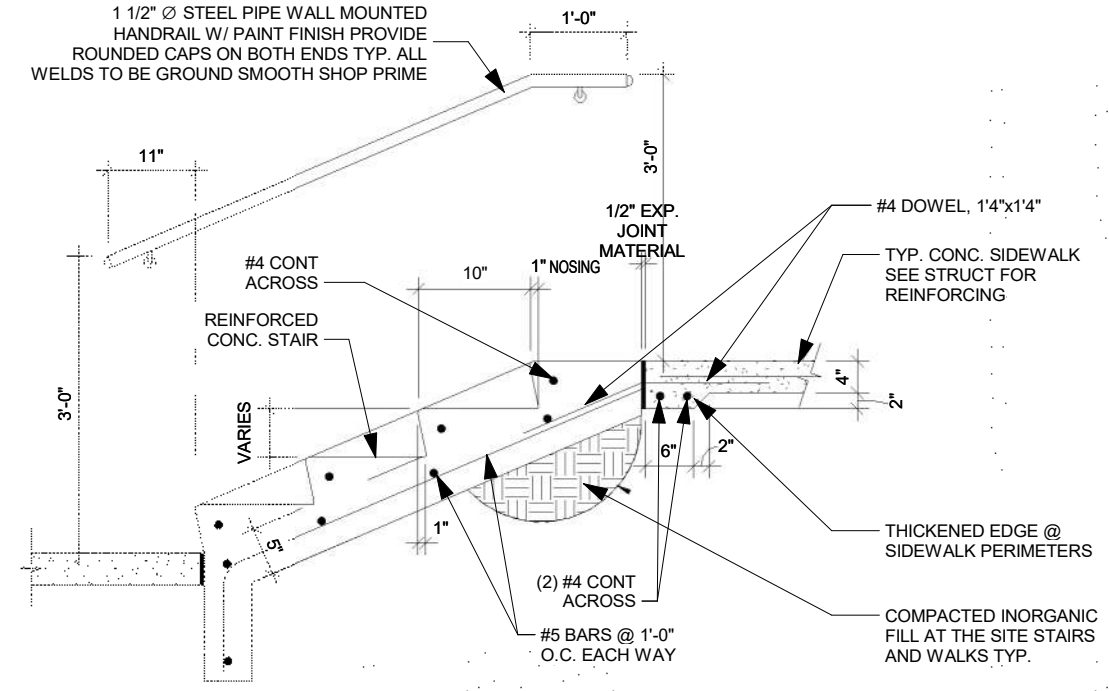 1 1/2" Ø STEEL PIPE WALL MOUNTED
HANDRAIL W/ PAINT FINISH PROVIDE
ROUNDED CAPS ON BOTH ENDS TYP. ALL
WELDS TO BE GROUND SMOOTH SHOP PRIME
1'-0"
11"
3'-0"
1/2" EXP.
JOINT
MATERIAL
#4 DOWEL, 1'4"x1'4"
TYP. CONC. SIDEWALK
SEE STRUCT FOR
REINFORCING
#4 CONT
ACROSS
10"
1" NOSING
REINFORCED
CONC. STAIR
3'-0"
VARIES
4"
2"
6"
2"
1"
5"
THICKENED EDGE @
SIDEWALK PERIMETERS
(2) #4 CONT
ACROSS
#5 BARS @ 1'-0"
O.C. EACH WAY
COMPACTED INORGANIC
FILL AT THE SITE STAIRS
AND WALKS TYP.